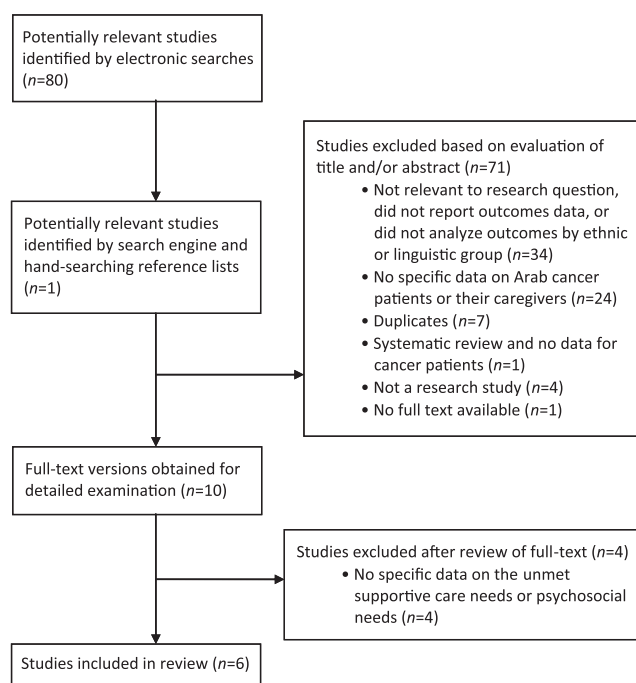 Potentially relevant studies
identified by electronic searches
(n=80)
Potentially relevant studies
identified by search engine and
hand-searching reference lists
(n=1)
Studies excluded based on evaluation of
title and/or abstract (n=71)
• Not relevant to research question,
did not report outcomes data, or
did not analyze outcomes by ethnic
or linguistic group (n=34)
• No specific data on Arab cancer
patients or their caregivers (n=24)
• Duplicates (n=7)
• Systematic review and no data for
cancer patients (n=1)
• Not a research study (n=4)
• No full text available (n=1)
Full-text versions obtained for
detailed examination (n=10)
Studies excluded after review of full-text (n=4)
• No specific data on the unmet
supportive care needs or psychosocial
needs (n=4)
Studies included in review (n=6)